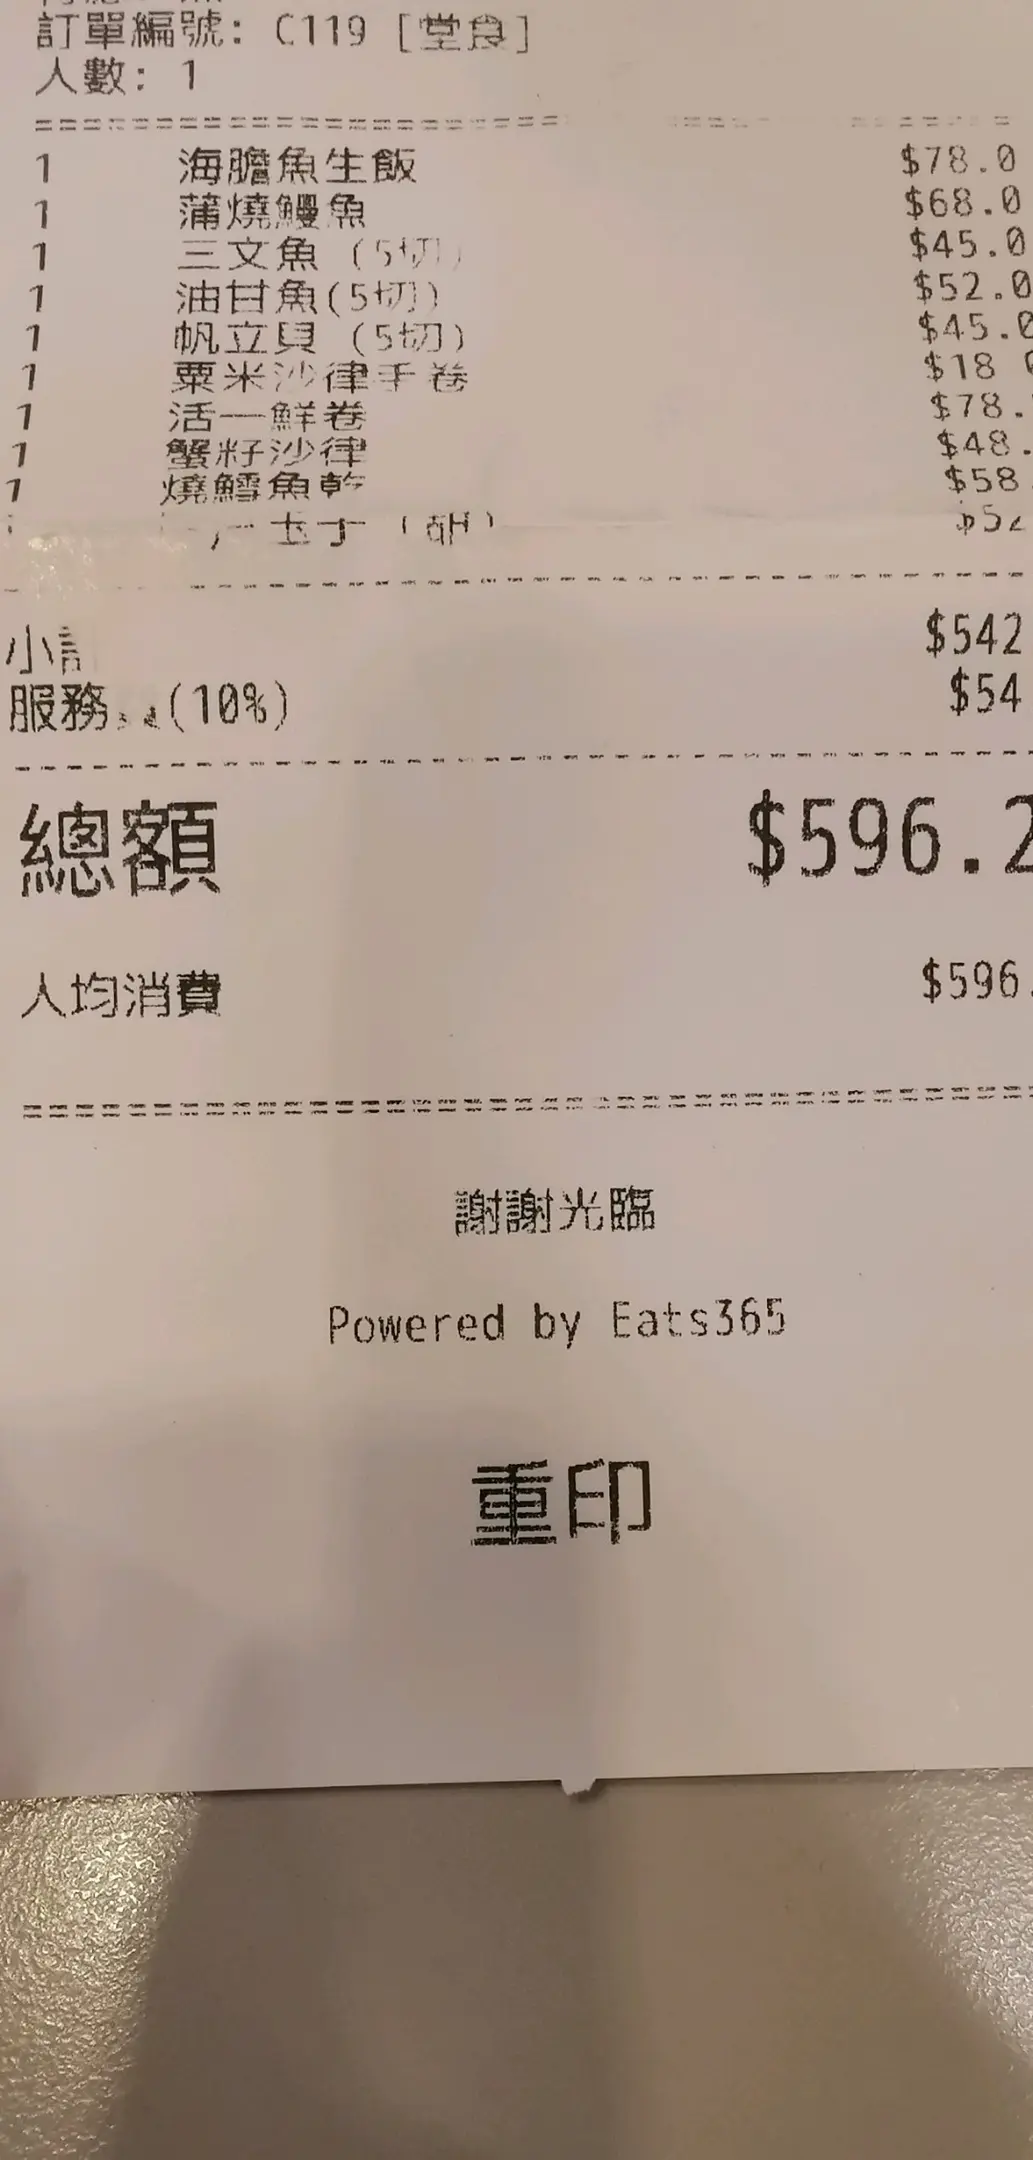 訂單編號: C119 [堂食]
人數: 1
1 海膽魚生飯 $78.0
1 蒲燒鰻魚 $68.0
1 三文魚 (5切) $45.0
1 油甘魚(5切) $52.0
1 帆立貝 (5切) $45.0
1 粟米沙律手卷 $18
1 活一鮮卷 $78.
1 蟹籽沙律 $48.
1 燒鱈魚乾 $58
$52
小計 $542
服務(10%) $54
總額 $596.2
人均消費 $596.
謝謝光臨
Powered by Eats365
重印